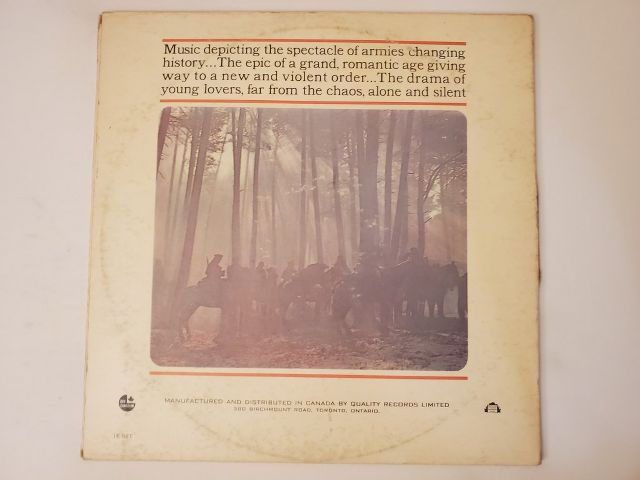 Music depicting the spectacle of armies changing
history...The epic of a grand, romantic age giving
way to a new and violent order...The drama of
young lovers, far from the chaos, alone and silent
MANUFACTURED AND DISTRIBUTED IN CANADA BY QUALITY RECORDS LIMITED
380 BIRCHMOUNT ROAD, TORONTO, ONTARIO.